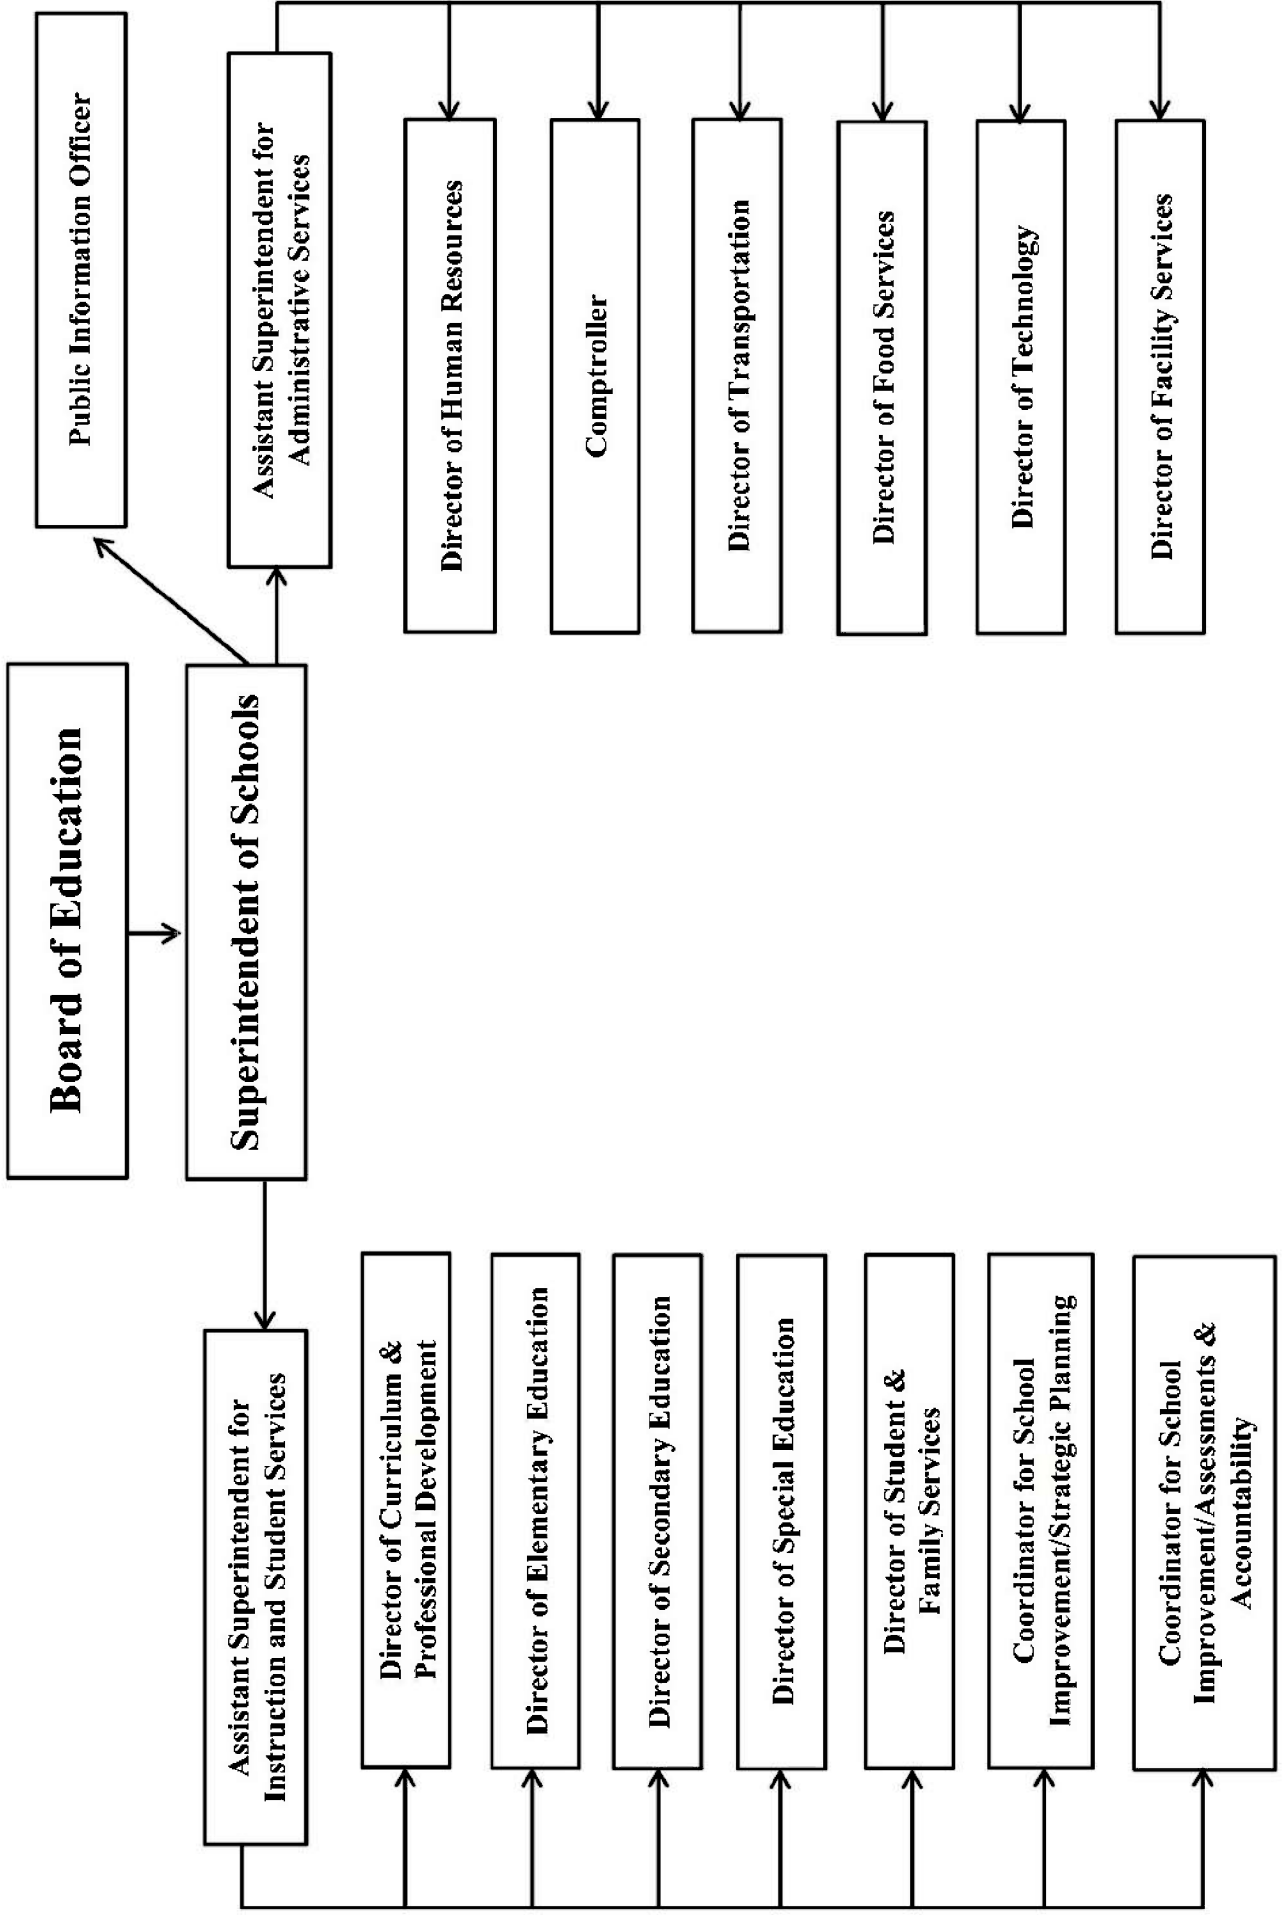 Board of Education
Superintendent of Schools
Public Information Officer
Assistant Superintendent for
Instruction and Student Services
Director of Curriculum &
Professional Development
Director of Elementary Education
Director of Secondary Education
Director of Special Education
Director of Student &
Family Services
Coordinator for School
Improvement/Strategic Planning
Coordinator for School
Improvement/Assessments &
Accountability
Assistant Superintendent for
Administrative Services
Director of Human Resources
Comptroller
Director of Transportation
Director of Food Services
Director of Technology
Director of Facility Services